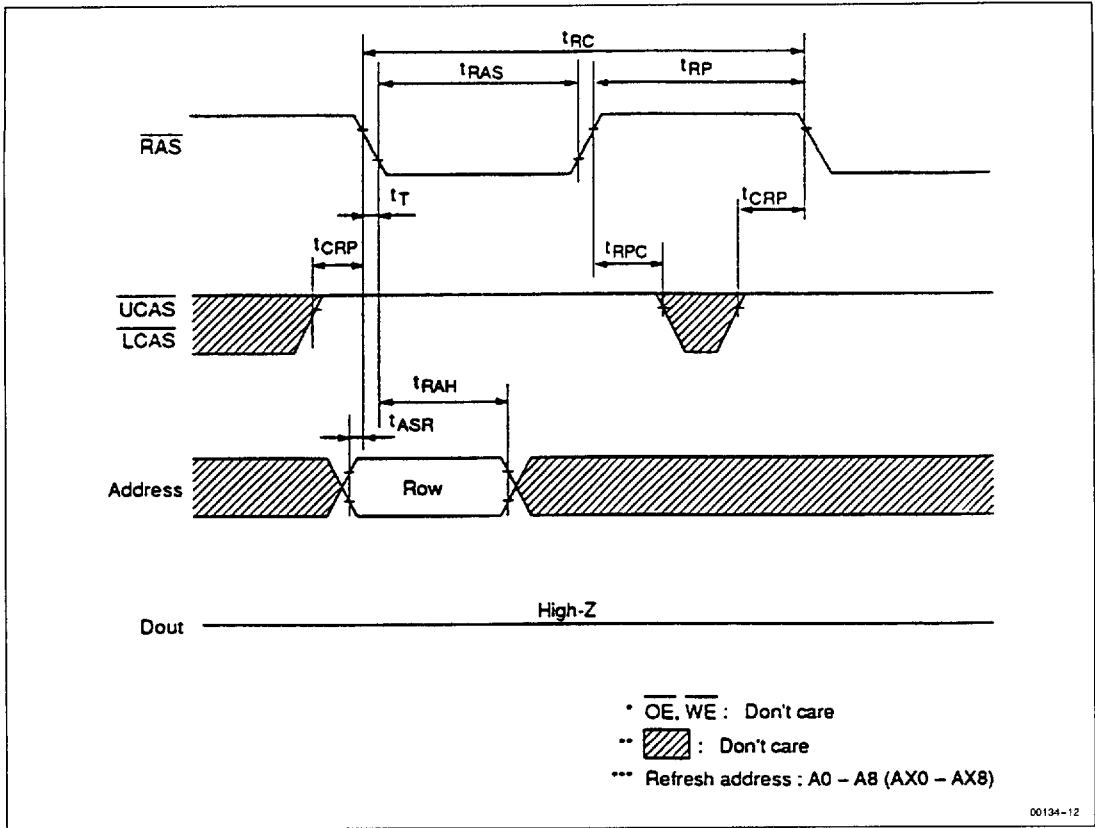 tRC
tRAS
tRP
RAS
tT
tCRP
tCRP
tRPC
UCAS
LCAS
tRAH
tASR
Address
Row
High-Z
Dout
* OE, WE : Don't care
** : Don't care
*** Refresh address : A0 – A8 (AX0 – AX8)
00134-12